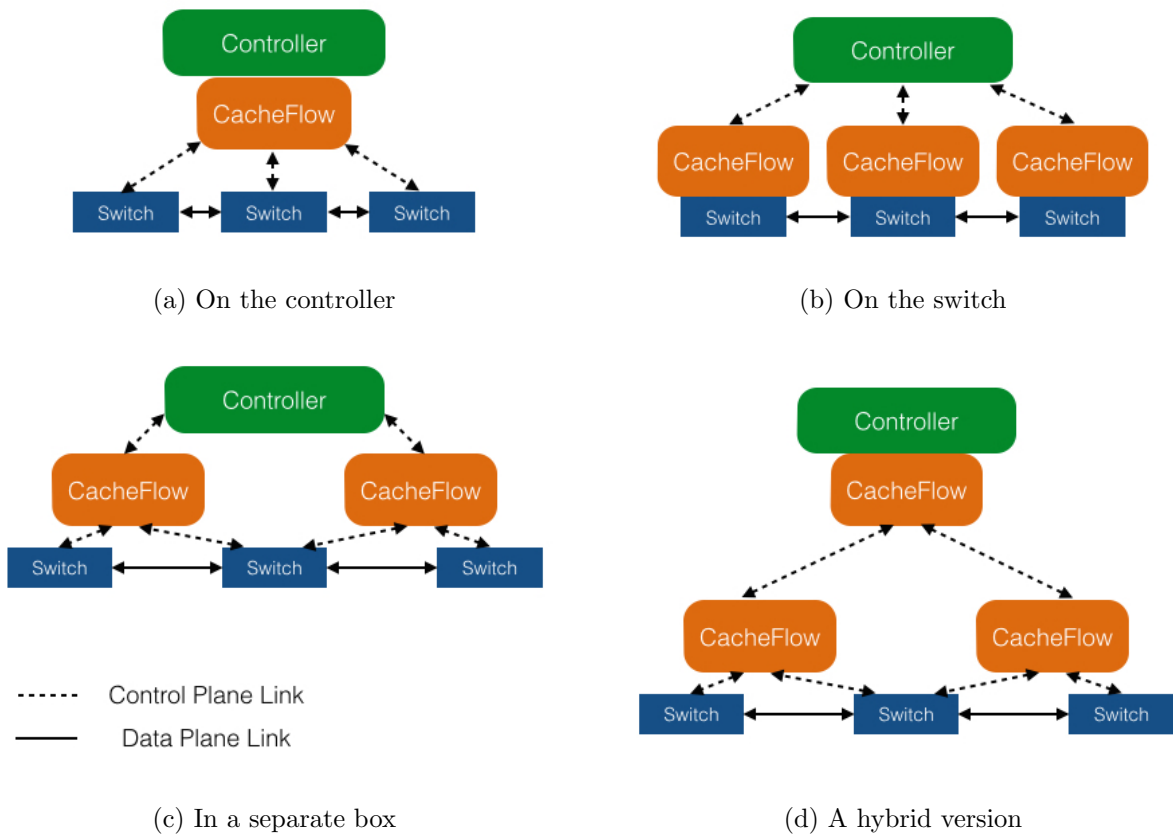 Controller
CacheFlow
Switch Switch Switch
(a) On the controller
Controller
CacheFlow CacheFlow CacheFlow
Switch Switch Switch
(b) On the switch
Controller
CacheFlow CacheFlow
Switch Switch Switch
Control Plane Link
Data Plane Link
(c) In a separate box
Controller
CacheFlow
CacheFlow CacheFlow
Switch Switch Switch
(d) A hybrid version